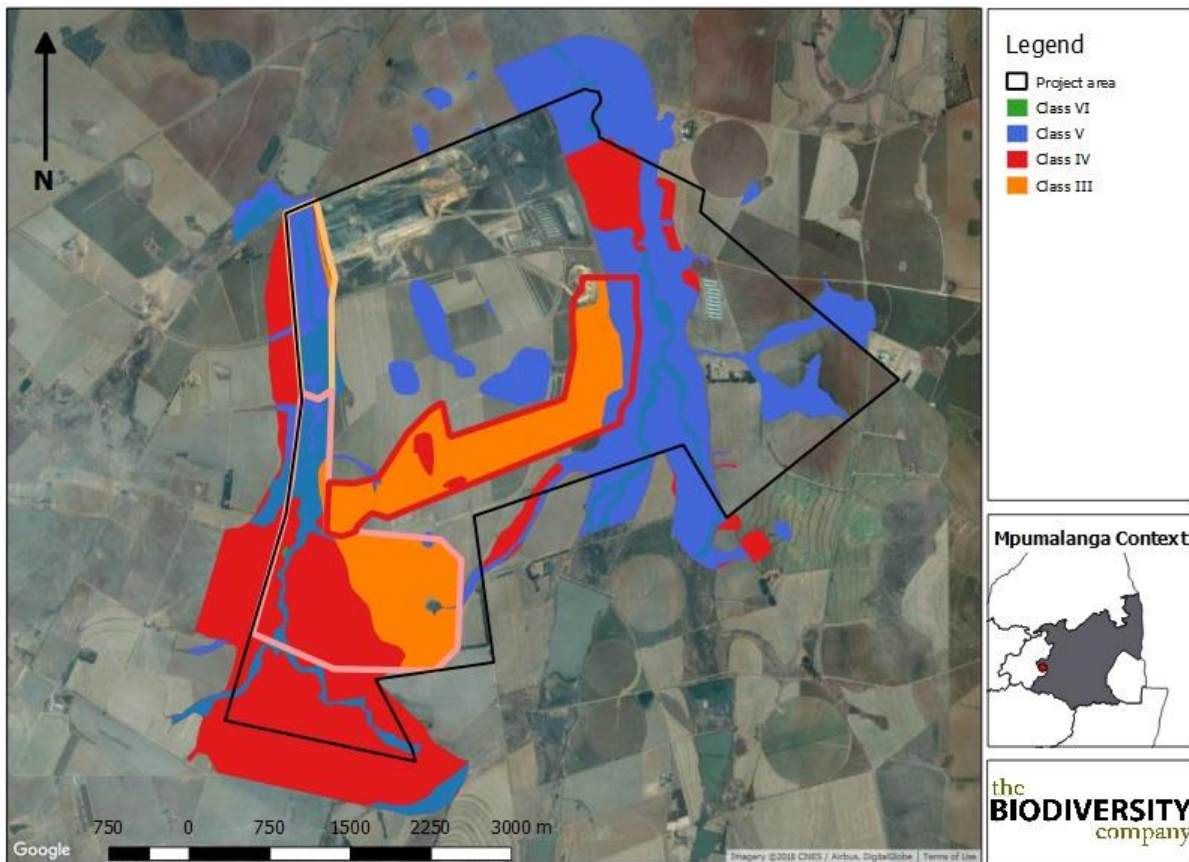 N
Legend
Project area
Class VI
Class V
Class IV
Class III
Mpumalanga Context
750 0 750 1500 2250 3000 m
Google
Imagery ©2018 CNES / Airbus, DigitalGlobe | Terms of Use
the
BIODIVERSITY
company